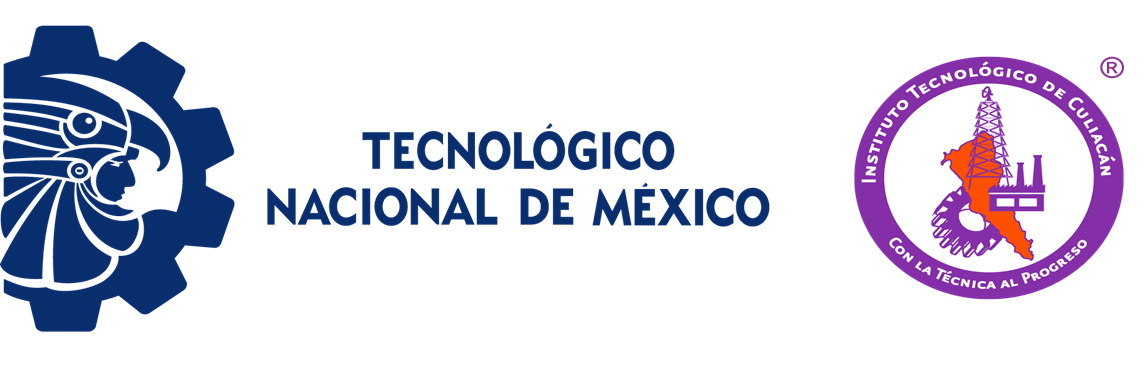 TECNOLÓGICO
NACIONAL DE MÉXICO
INSTITUTO TECNOLÓGICO DE CULIACÁN
CON LA TÉCNICA AL PROGRESO
®